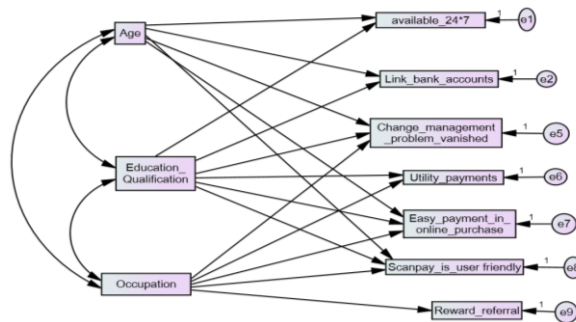 Age
available_24*7
1
e1
Link_bank_accounts
1
e2
Change_management
_problem_vanished
1
e5
Education_
Qualification
Utility_payments
1
e6
Easy_payment_in_
online_purchase
1
e7
Occupation
Scanpay_is_user friendly
1
e8
Reward_referral
1
e9